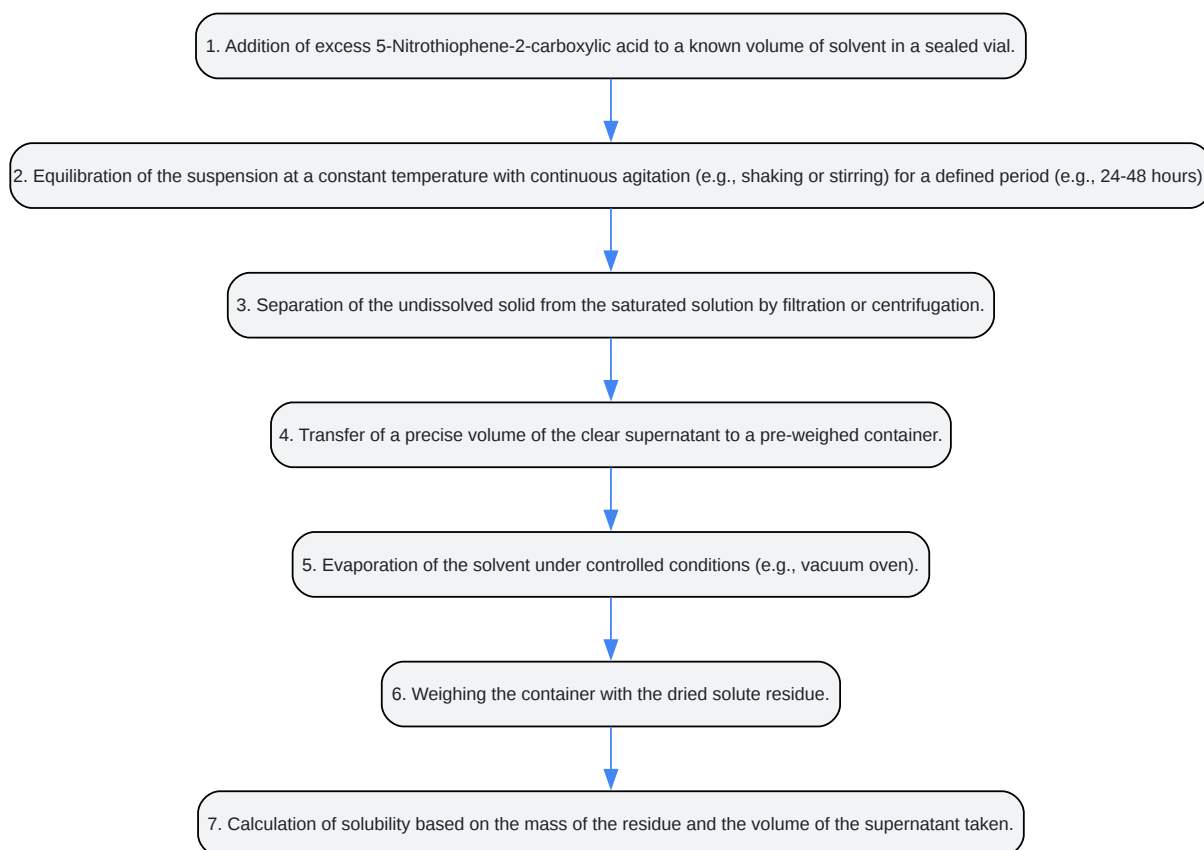 1. Addition of excess 5-Nitrothiophene-2-carboxylic acid to a known volume of solvent in a sealed vial.
2. Equilibration of the suspension at a constant temperature with continuous agitation (e.g., shaking or stirring) for a defined period (e.g., 24-48 hours)
3. Separation of the undissolved solid from the saturated solution by filtration or centrifugation.
4. Transfer of a precise volume of the clear supernatant to a pre-weighed container.
5. Evaporation of the solvent under controlled conditions (e.g., vacuum oven).
6. Weighing the container with the dried solute residue.
7. Calculation of solubility based on the mass of the residue and the volume of the supernatant taken.